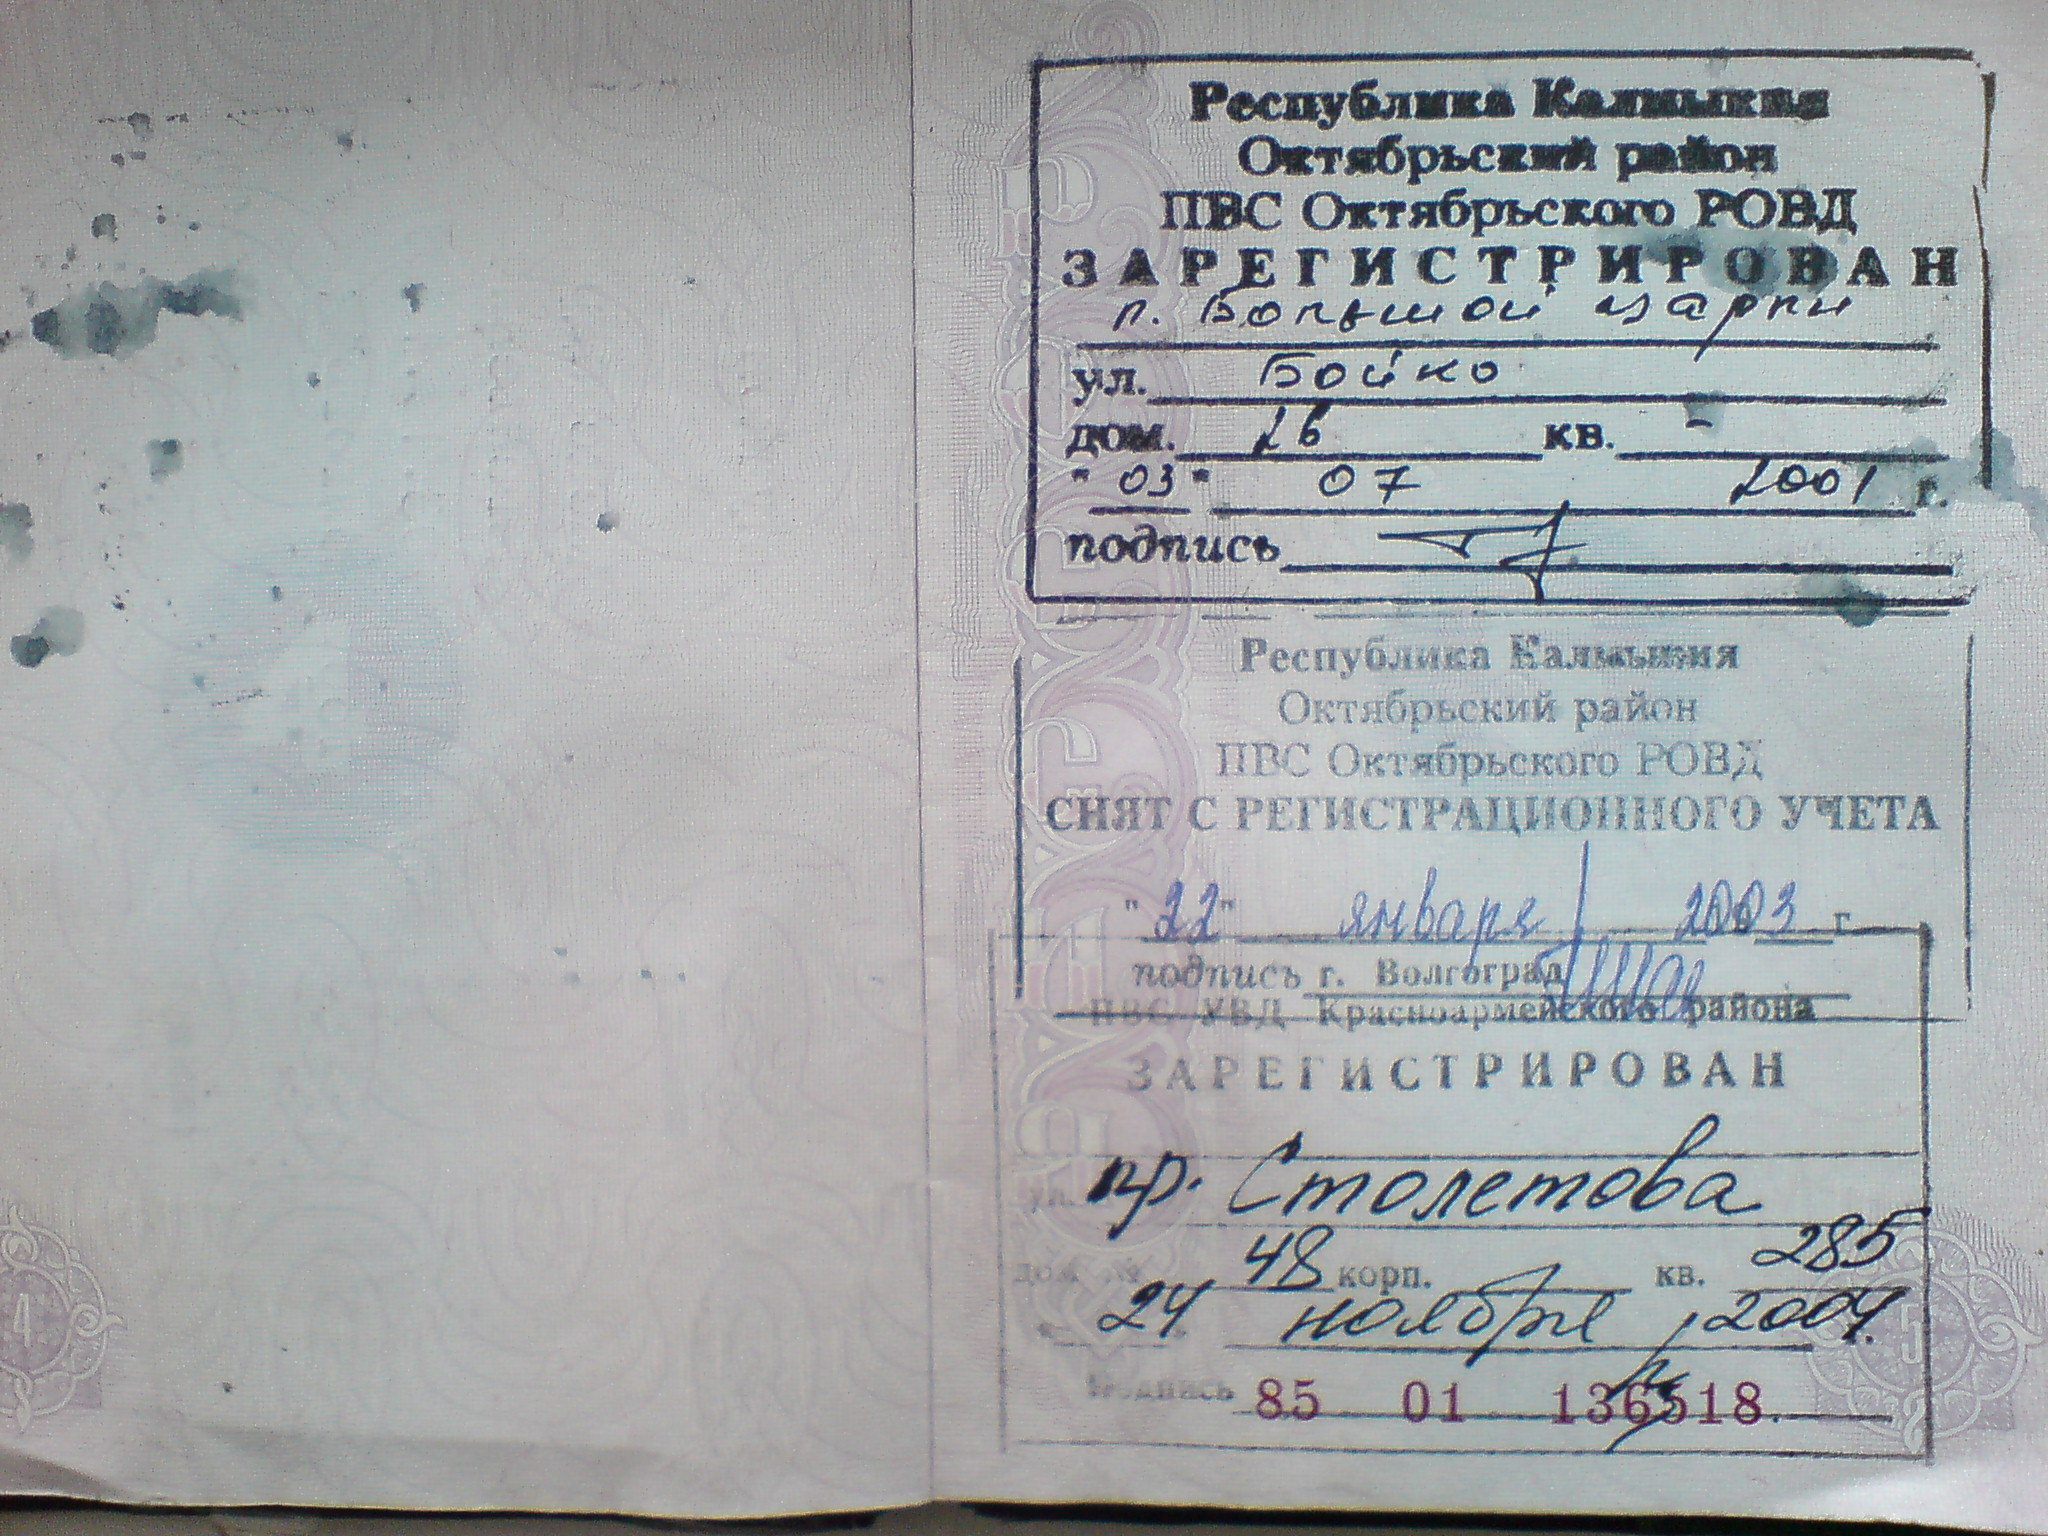 Республика Калмыкия
Октябрьский район
ПВС Октябрьского РОВД
ЗАРЕГИСТРИРОВАН
п. Большой Царын
ул. Бойко
дом. 26 кв. -
"03" 07 2001 г.
подпись
Республика Калмыкия
Октябрьский район
ПВС Октябрьского РОВД
СНЯТ С РЕГИСТРАЦИОННОГО УЧЕТА
"22" января 2003 г
подпись
г. Волгоград
ПВС УВД Красноармейского района
ЗАРЕГИСТРИРОВАН
ул. пр. Столетова
дом № 48 корп. кв. 285
24 ноября 2004.
Подпись
85 01 136518
4
5